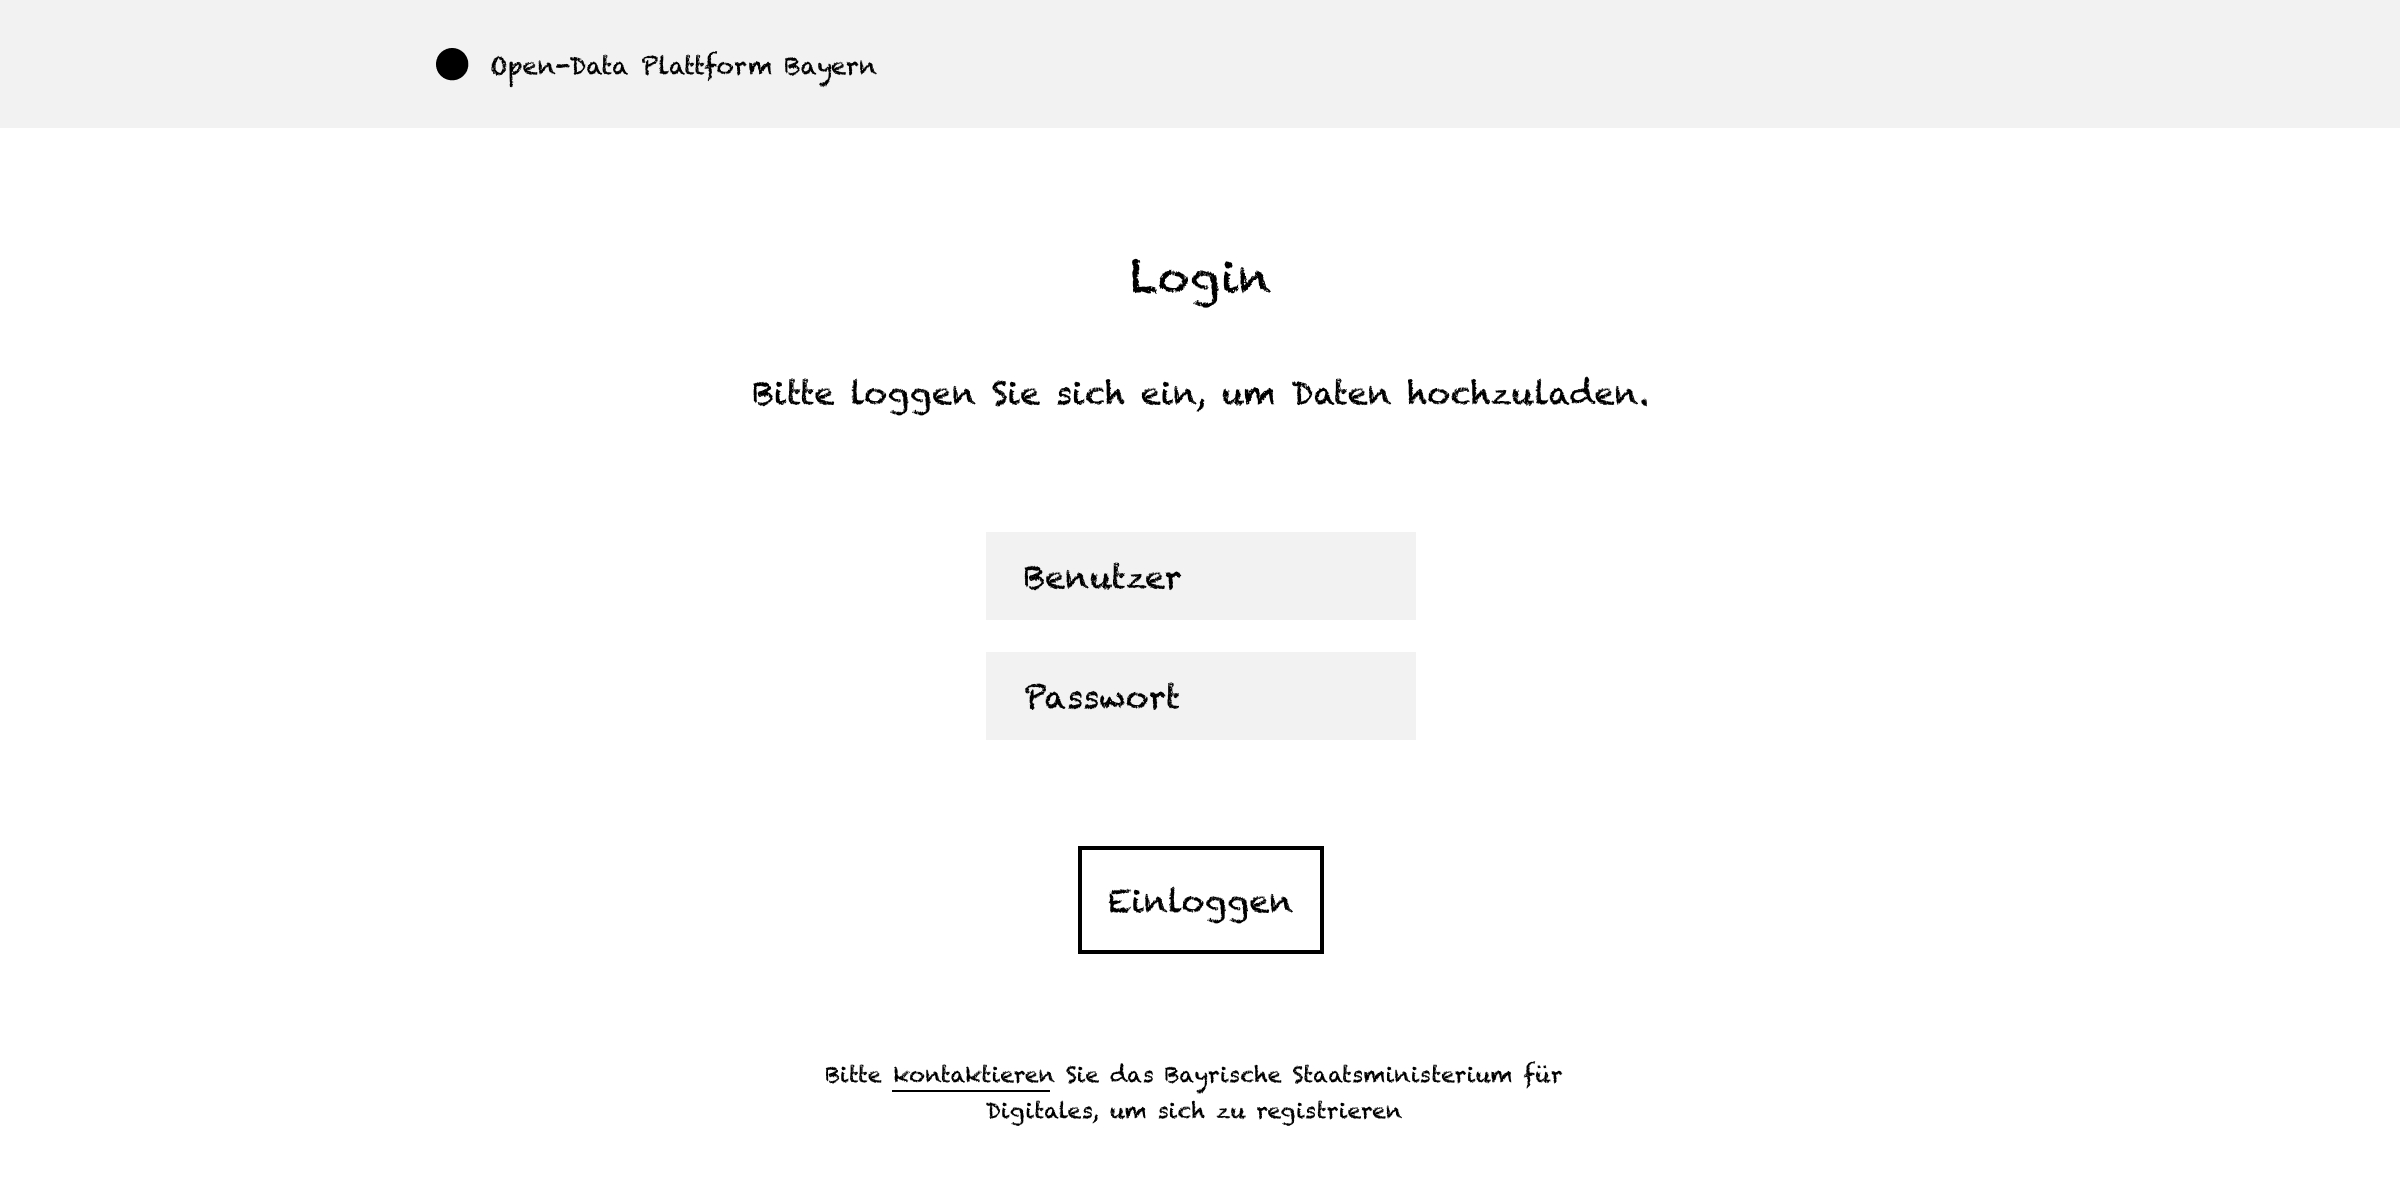 Open-Data Plattform Bayern
Login
Bitte loggen Sie sich ein, um Daten hochzuladen.
Benutzer
Passwort
Einloggen
Bitte kontaktieren Sie das Bayrische Staatsministerium für
Digitales, um sich zu registrieren